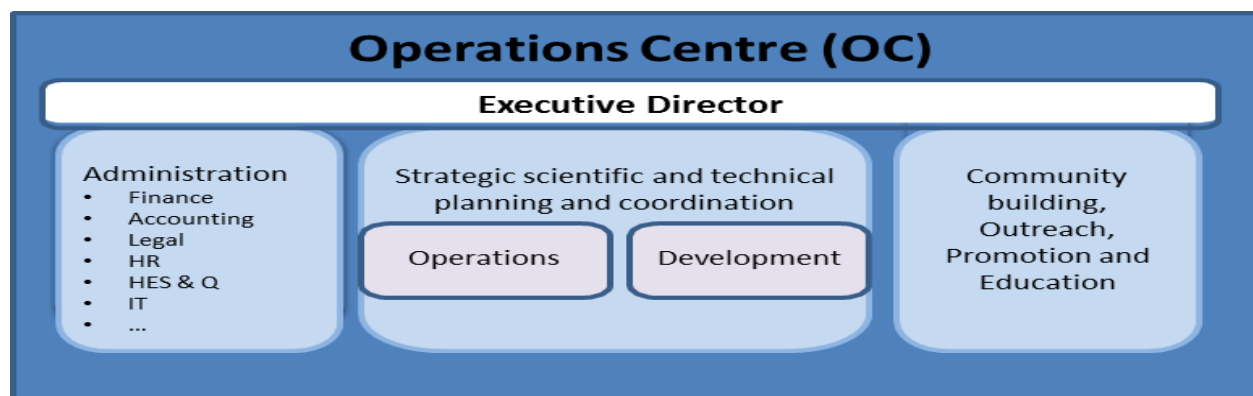 Operations Centre (OC)
Executive Director
Administration
• Finance
• Accounting
• Legal
• HR
• HES & Q
• IT
• ...
Strategic scientific and technical
planning and coordination
Operations
Development
Community
building,
Outreach,
Promotion and
Education